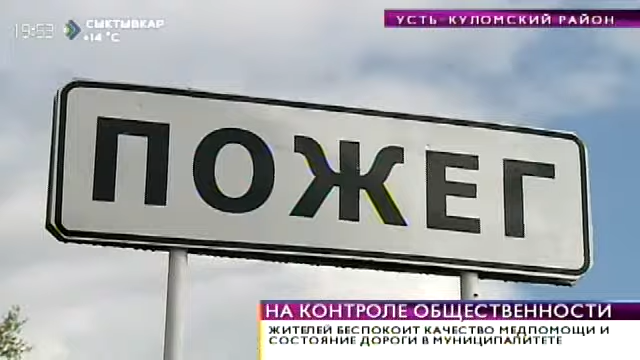 19:53
СЫКТЫВКАР
+14 °C
УСТЬ-КУЛОМСКИЙ РАЙОН
ПОЖЕГ
НА КОНТРОЛЕ ОБЩЕСТВЕННОСТИ
ЖИТЕЛЕЙ БЕСПОКОИТ КАЧЕСТВО МЕДПОМОЩИ И
СОСТОЯНИЕ ДОРОГИ В МУНИЦИПАЛИТЕТЕ